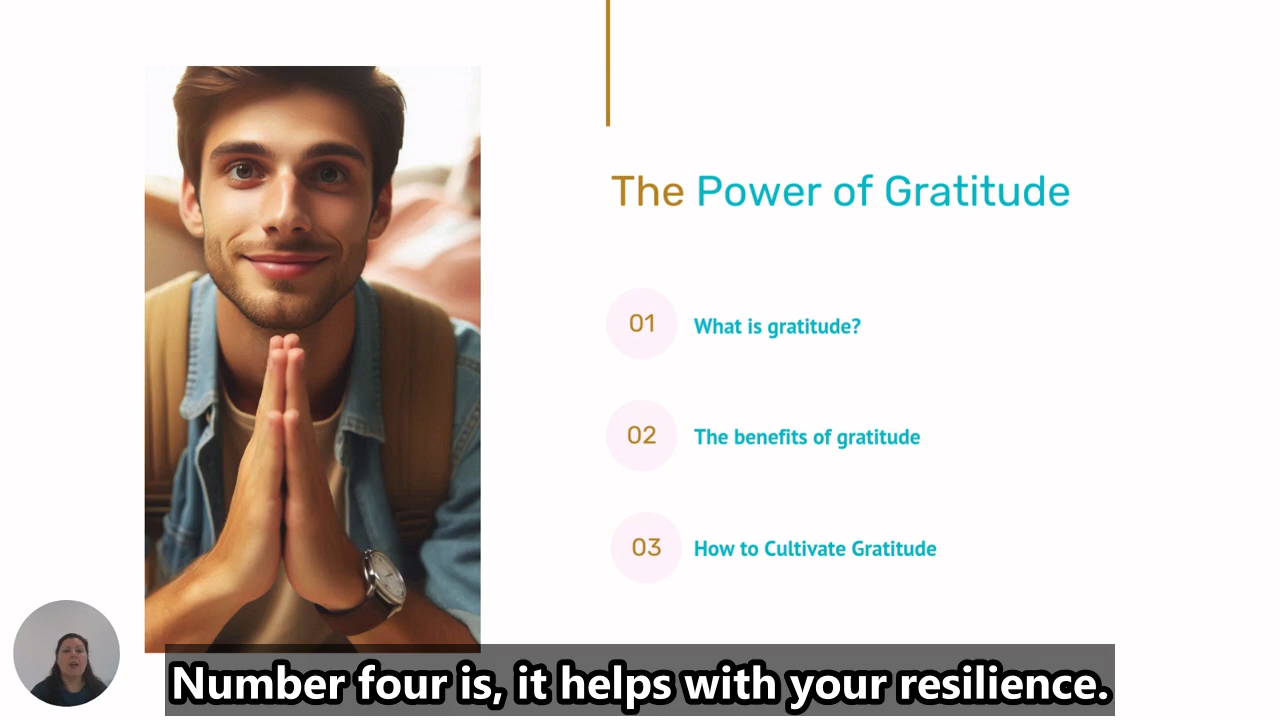 The Power of Gratitude
01
What is gratitude?
02
The benefits of gratitude
03
How to Cultivate Gratitude
Number four is, it helps with your resilience.